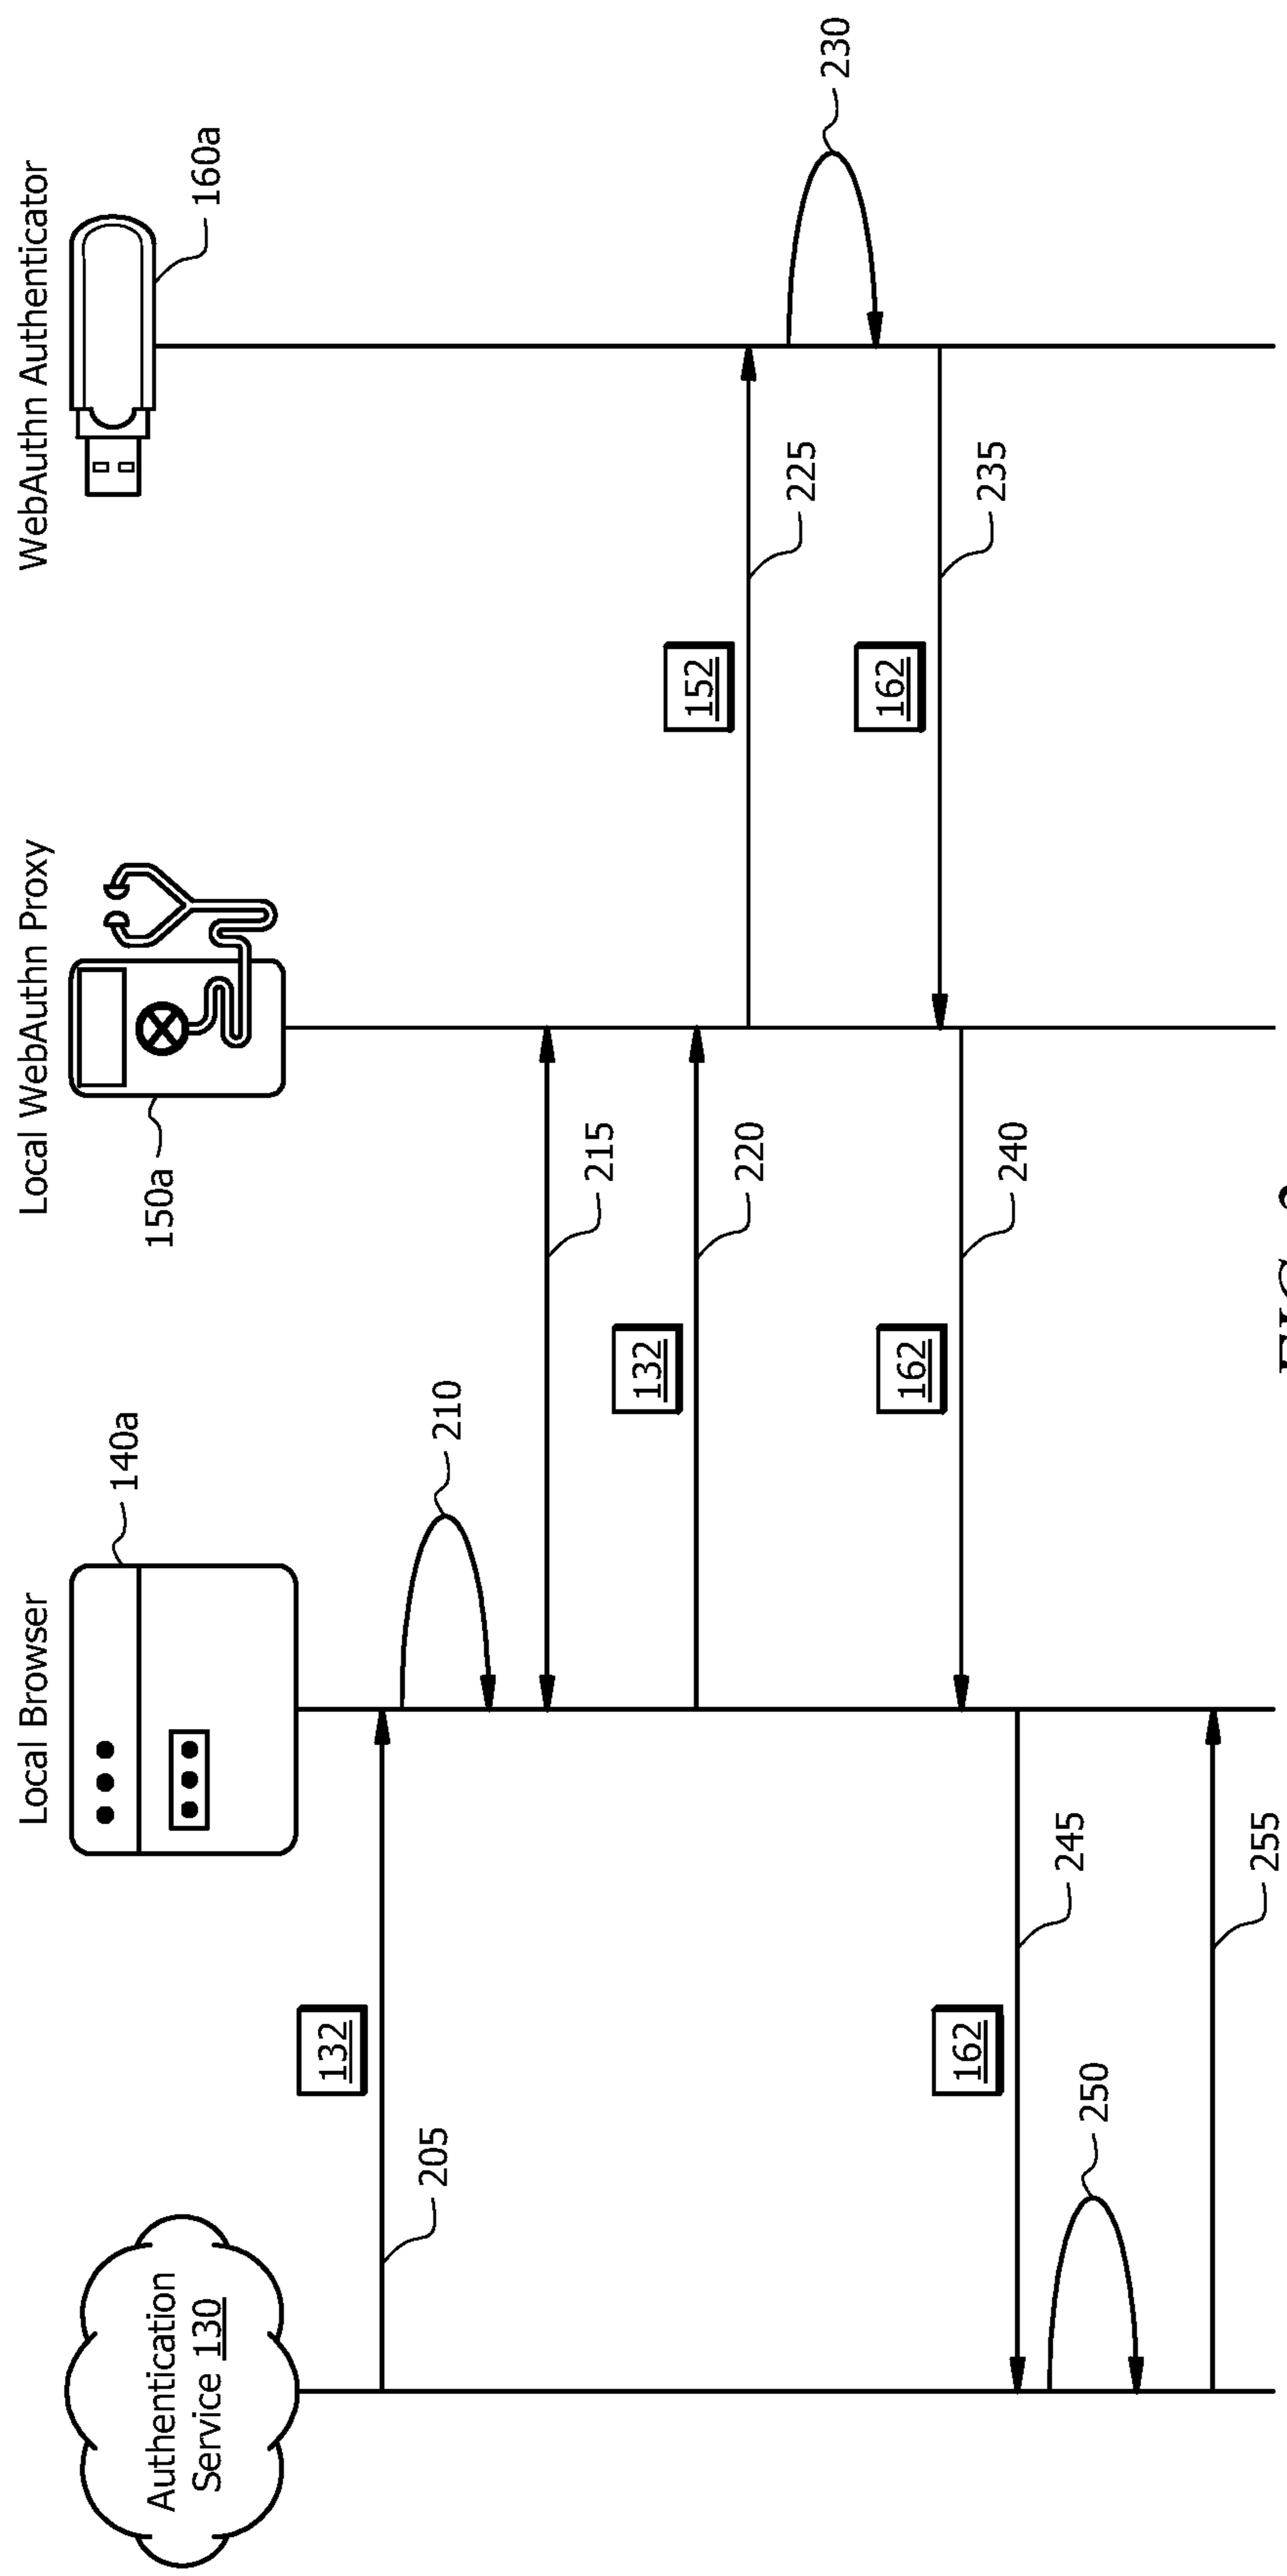 Authentication
Service 130
Local Browser
140a
Local WebAuthn Proxy
150a
WebAuthn Authenticator
160a
132
205
210
215
132
220
152
225
230
162
235
162
240
162
245
250
255